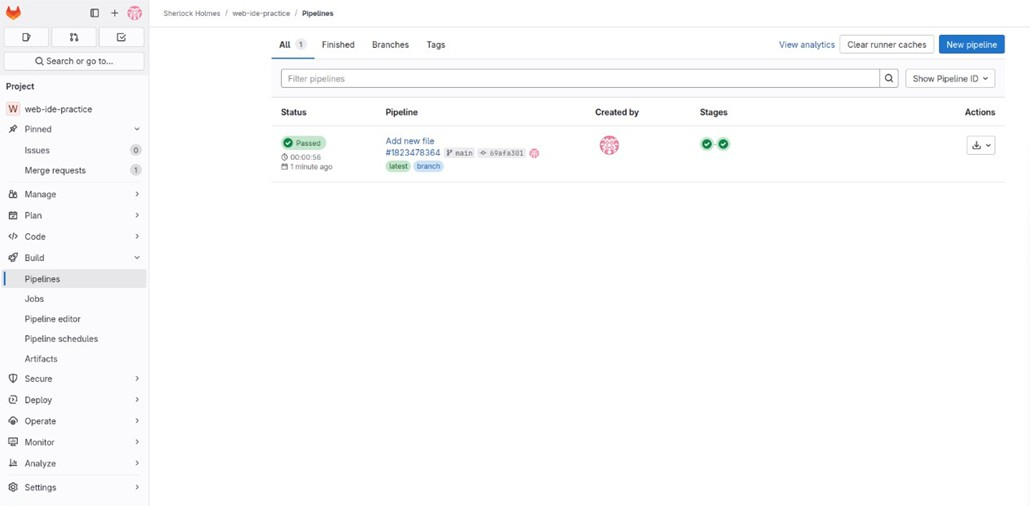 Sherlock Holmes / web-ide-practice / Pipelines
Search or go to...
Project
W web-ide-practice
Pinned
Issues 0
Merge requests 1
Manage
Plan
Code
Build
Pipelines
Jobs
Pipeline editor
Pipeline schedules
Artifacts
Secure
Deploy
Operate
Monitor
Analyze
Settings
All 1 Finished Branches Tags View analytics Clear runner caches New pipeline
Filter pipelines Show Pipeline ID
Status Pipeline Created by Stages Actions
Passed
00:00:56
1 minute ago
Add new file
#1823478364 main 69afa301
latest branch